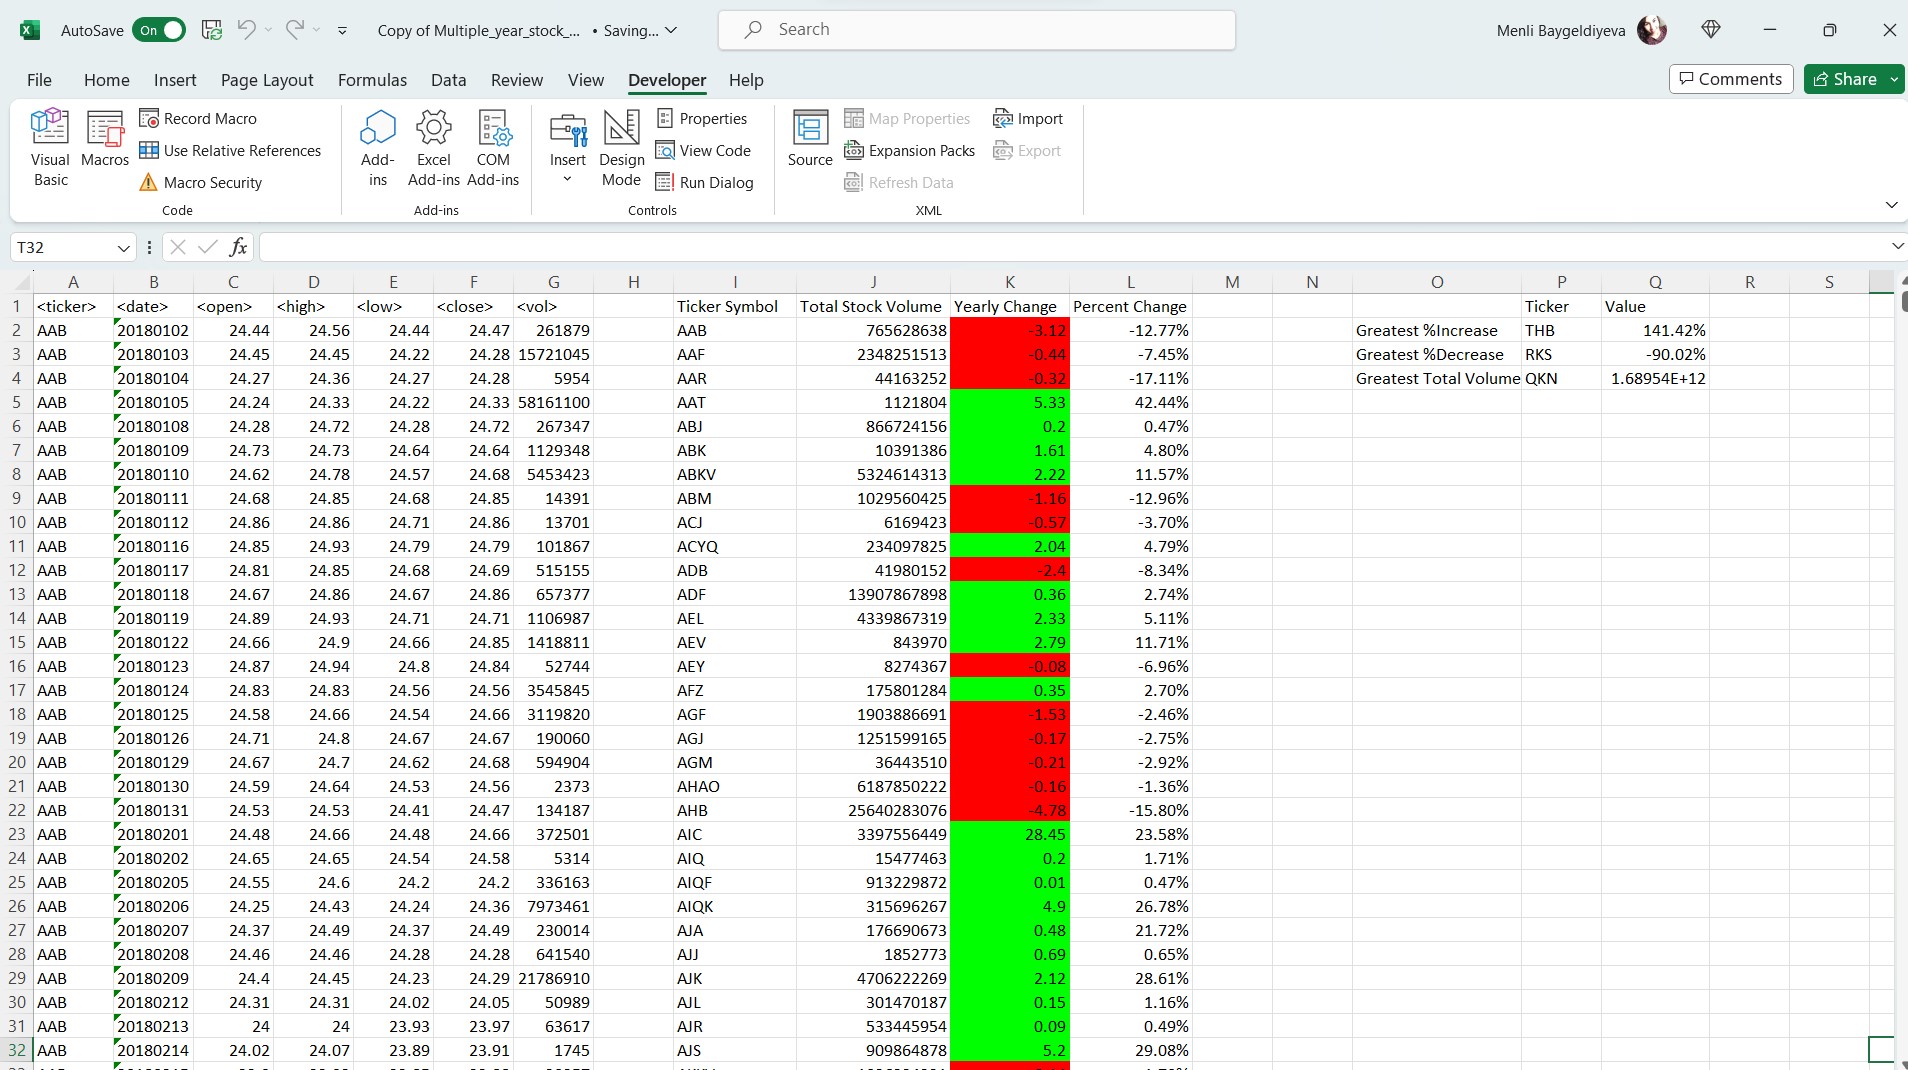 AutoSave On Copy of Multiple_year_stock_... • Saving... Search Menli Baygeldiyeva
File Home Insert Page Layout Formulas Data Review View Developer Help Comments Share
Visual Basic
Macros
Record Macro
Use Relative References
Macro Security
Code
Add-ins
Excel Add-ins
COM Add-ins
Add-ins
Insert
Design Mode
Properties
View Code
Run Dialog
Controls
Source
Map Properties
Expansion Packs
Refresh Data
Import
Export
XML
T32 fx
A B C D E F G H I J K L M N O P Q R S
1 <ticker> <date> <open> <high> <low> <close> <vol> Ticker Symbol Total Stock Volume Yearly Change Percent Change Ticker Value
2 AAB 20180102 24.44 24.56 24.44 24.47 261879 AAB 765628638 -3.12 -12.77% Greatest %Increase THB 141.42%
3 AAB 20180103 24.45 24.45 24.22 24.28 15721045 AAF 2348251513 -0.44 -7.45% Greatest %Decrease RKS -90.02%
4 AAB 20180104 24.27 24.36 24.27 24.28 5954 AAR 44163252 -0.32 -17.11% Greatest Total Volume QKN 1.68954E+12
5 AAB 20180105 24.24 24.33 24.22 24.33 58161100 AAT 1121804 5.33 42.44%
6 AAB 20180108 24.28 24.72 24.28 24.72 267347 ABJ 866724156 0.2 0.47%
7 AAB 20180109 24.73 24.73 24.64 24.64 1129348 ABK 10391386 1.61 4.80%
8 AAB 20180110 24.62 24.78 24.57 24.68 5453423 ABKV 5324614313 2.22 11.57%
9 AAB 20180111 24.68 24.85 24.68 24.85 14391 ABM 1029560425 -1.16 -12.96%
10 AAB 20180112 24.86 24.86 24.71 24.86 13701 ACJ 6169423 -0.57 -3.70%
11 AAB 20180116 24.85 24.93 24.79 24.79 101867 ACYQ 234097825 2.04 4.79%
12 AAB 20180117 24.81 24.85 24.68 24.69 515155 ADB 41980152 -2.4 -8.34%
13 AAB 20180118 24.67 24.86 24.67 24.86 657377 ADF 13907867898 0.36 2.74%
14 AAB 20180119 24.89 24.93 24.71 24.71 1106987 AEL 4339867319 2.33 5.11%
15 AAB 20180122 24.66 24.9 24.66 24.85 1418811 AEV 843970 2.79 11.71%
16 AAB 20180123 24.87 24.94 24.8 24.84 52744 AEY 8274367 -0.08 -6.96%
17 AAB 20180124 24.83 24.83 24.56 24.56 3545845 AFZ 175801284 0.35 2.70%
18 AAB 20180125 24.58 24.66 24.54 24.66 3119820 AGF 1903886691 -1.53 -2.46%
19 AAB 20180126 24.71 24.8 24.67 24.67 190060 AGJ 1251599165 -0.17 -2.75%
20 AAB 20180129 24.67 24.7 24.62 24.68 594904 AGM 36443510 -0.21 -2.92%
21 AAB 20180130 24.59 24.64 24.53 24.56 2373 AHAO 6187850222 -0.16 -1.36%
22 AAB 20180131 24.53 24.53 24.41 24.47 134187 AHB 25640283076 -4.78 -15.80%
23 AAB 20180201 24.48 24.66 24.48 24.66 372501 AIC 3397556449 28.45 23.58%
24 AAB 20180202 24.65 24.65 24.54 24.58 5314 AIQ 15477463 0.2 1.71%
25 AAB 20180205 24.55 24.6 24.2 24.2 336163 AIQF 913229872 0.01 0.47%
26 AAB 20180206 24.25 24.43 24.24 24.36 7973461 AIQK 315696267 4.9 26.78%
27 AAB 20180207 24.37 24.49 24.37 24.49 230014 AJA 176690673 0.48 21.72%
28 AAB 20180208 24.46 24.46 24.28 24.28 641540 AJJ 1852773 0.69 0.65%
29 AAB 20180209 24.4 24.45 24.23 24.29 21786910 AJK 4706222269 2.12 28.61%
30 AAB 20180212 24.31 24.31 24.02 24.05 50989 AJL 301470187 0.15 1.16%
31 AAB 20180213 24 24 23.93 23.97 63617 AJR 533445954 0.09 0.49%
32 AAB 20180214 24.02 24.07 23.89 23.91 1745 AJS 909864878 5.2 29.08%